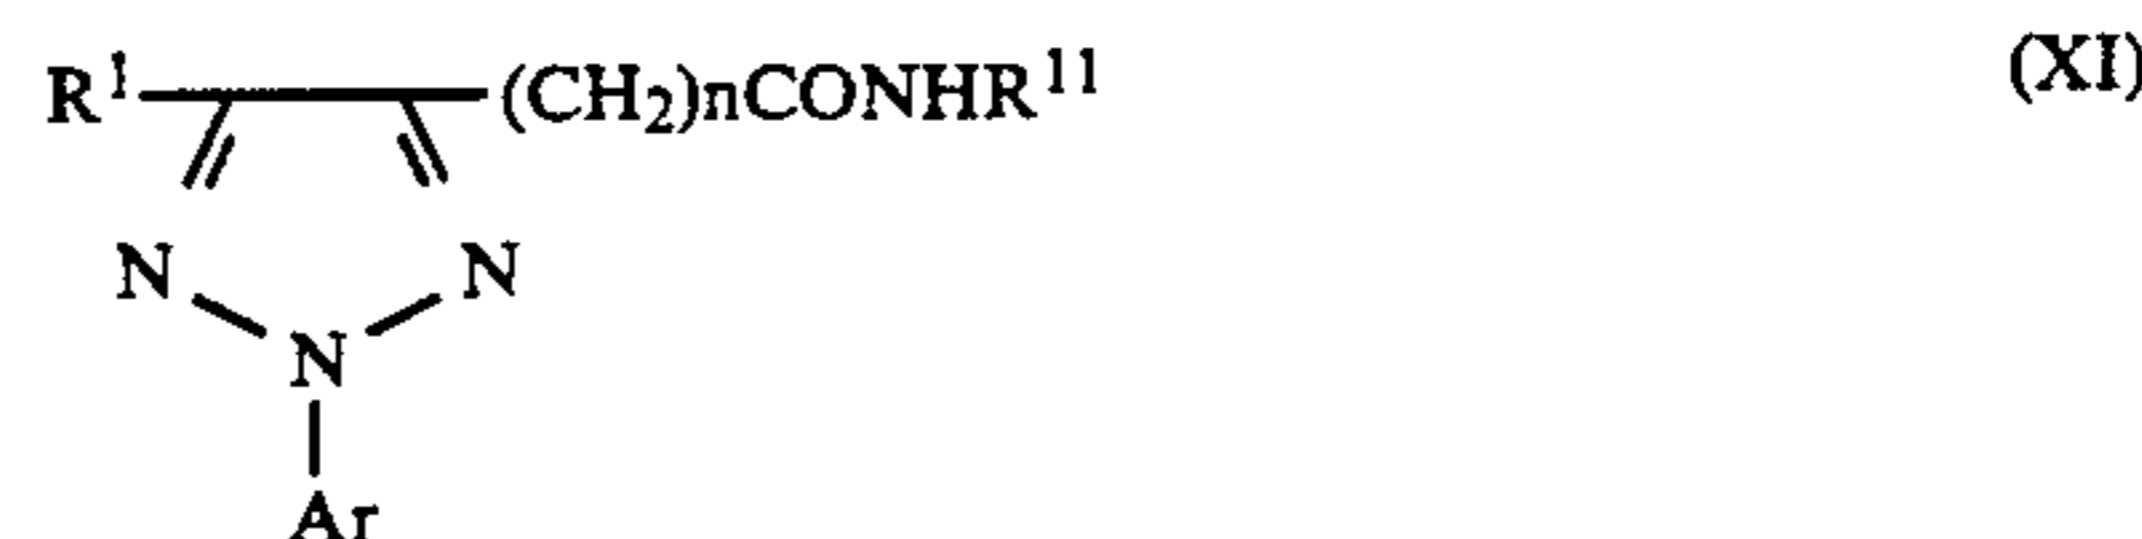 R¹ (CH₂)nCONHR¹¹ (XI)
N N
N
Ar